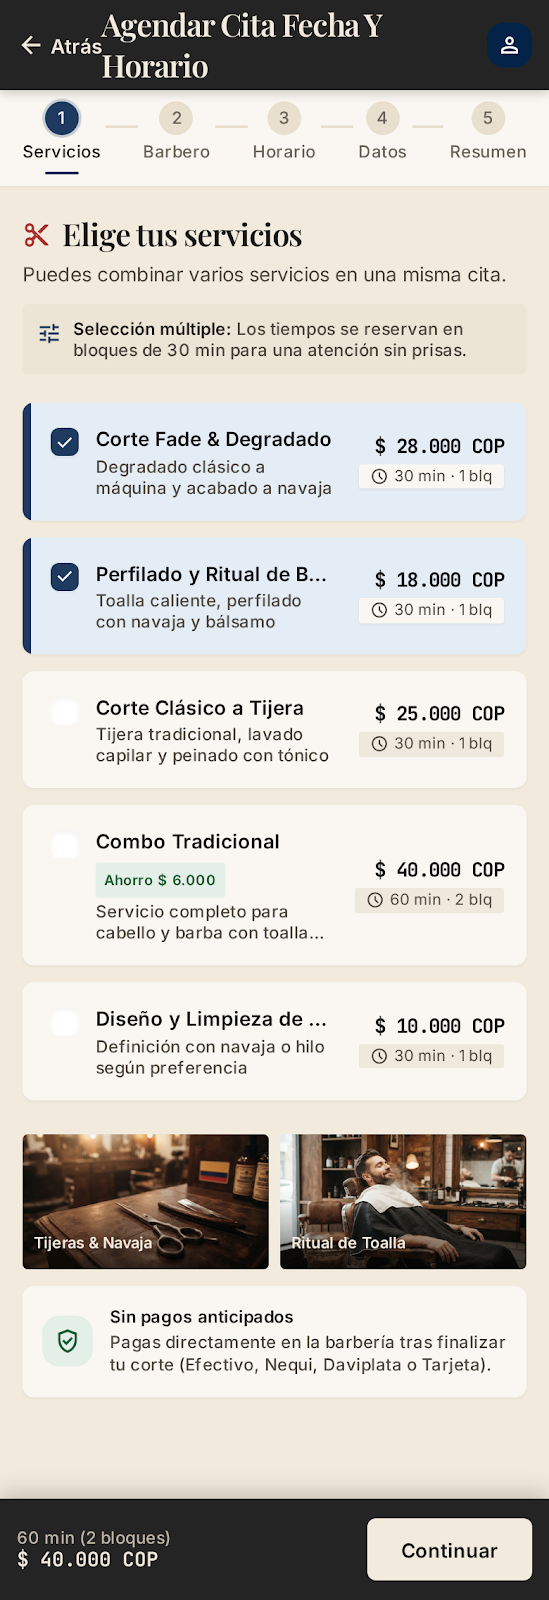 Atrás
Agendar Cita Fecha Y
Horario
1
2
3
4
5
Servicios
Barbero
Horario
Datos
Resumen
Elige tus servicios
Puedes combinar varios servicios en una misma cita.
Selección múltiple: Los tiempos se reservan en
bloques de 30 min para una atención sin prisas.
Corte Fade & Degradado
Degradado clásico a
máquina y acabado a navaja
$ 28.000 COP
30 min · 1 blq
Perfilado y Ritual de B...
Toalla caliente, perfilado
con navaja y bálsamo
$ 18.000 COP
30 min · 1 blq
Corte Clásico a Tijera
Tijera tradicional, lavado
capilar y peinado con tónico
$ 25.000 COP
30 min · 1 blq
Combo Tradicional
Ahorro $ 6.000
Servicio completo para
cabello y barba con toalla...
$ 40.000 COP
60 min · 2 blq
Diseño y Limpieza de ...
Definición con navaja o hilo
según preferencia
$ 10.000 COP
30 min · 1 blq
Tijeras & Navaja
Ritual de Toalla
Sin pagos anticipados
Pagas directamente en la barbería tras finalizar
tu corte (Efectivo, Nequi, Daviplata o Tarjeta).
60 min (2 bloques)
$ 40.000 COP
Continuar